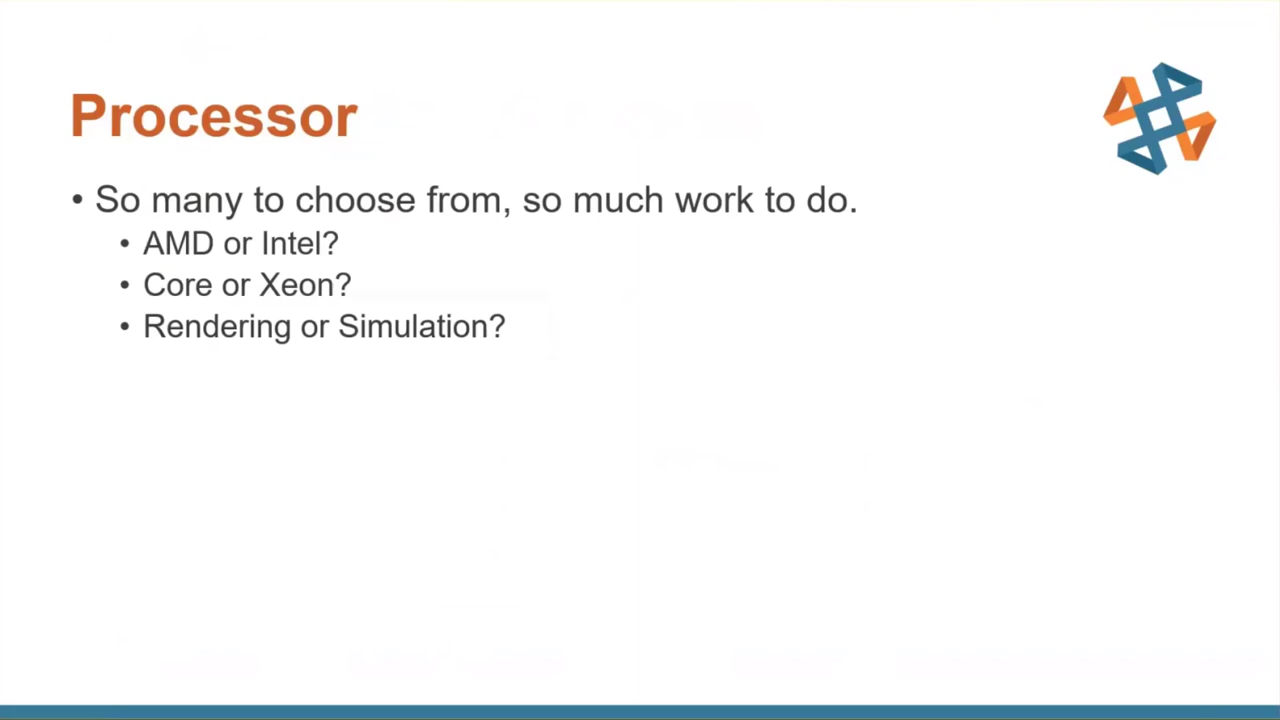 Processor
• So many to choose from, so much work to do.
• AMD or Intel?
• Core or Xeon?
• Rendering or Simulation?